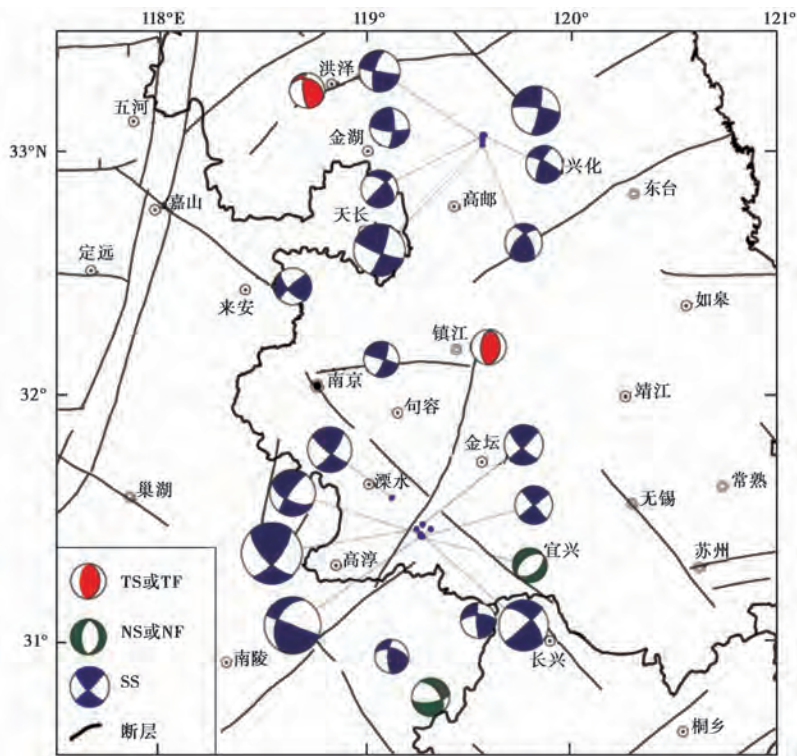 118°E
119°
120°
121°
洪泽
五河
33°N
金湖
兴化
嘉山
天长
高邮
东台
定远
来安
如皋
镇江
32°
南京
句容
靖江
金坛
巢湖
溧水
无锡
常熟
宜兴
苏州
高淳
TS或TF
NS或NF
31°
南陵
长兴
SS
断层
桐乡